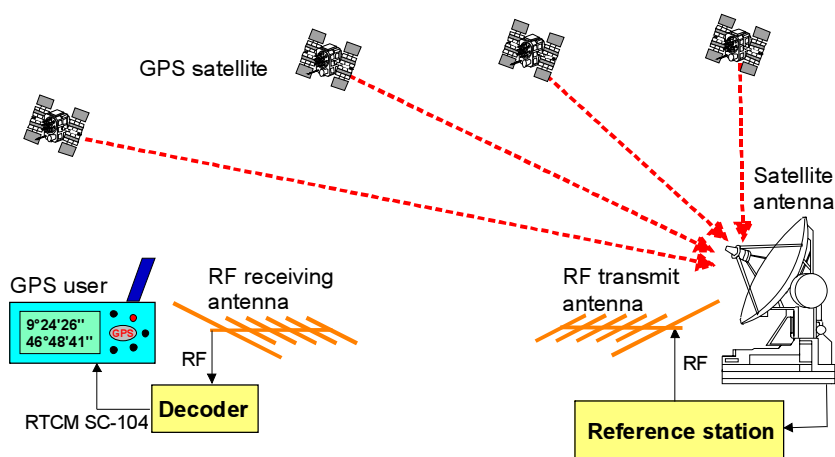 GPS satellite
Satellite
antenna
GPS user
RF receiving
antenna
RF transmit
antenna
9°24'26"
46°48'41"
GPS
RF
RF
RTCM SC-104
Decoder
Reference station